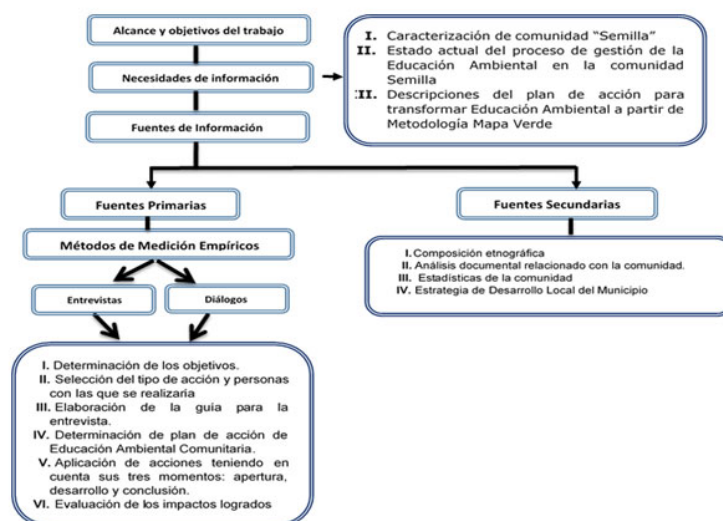 Alcance y objetivos del trabajo
Necesidades de información
Fuentes de Información
I. Caracterización de comunidad "Semilla"
II. Estado actual del proceso de gestión de la
Educación Ambiental en la comunidad
Semilla
II. Descripciones del plan de acción para
transformar Educación Ambiental a partir de
Metodología Mapa Verde
Fuentes Primarias
Métodos de Medición Empíricos
Entrevistas
Diálogos
I. Determinación de los objetivos.
II. Selección del tipo de acción y personas
con las que se realizaria
III. Elaboración de la guía para la
entrevista.
IV. Determinación de plan de acción de
Educación Ambiental Comunitaria.
V. Aplicación de acciones teniendo en
cuenta sus tres momentos: apertura,
desarrollo y conclusión.
VI. Evaluación de los impactos logrados
Fuentes Secundarias
I. Composición etnográfica
II. Análisis documental relacionado con la comunidad.
III. Estadísticas de la comunidad
IV. Estrategia de Desarrollo Local del Municipio